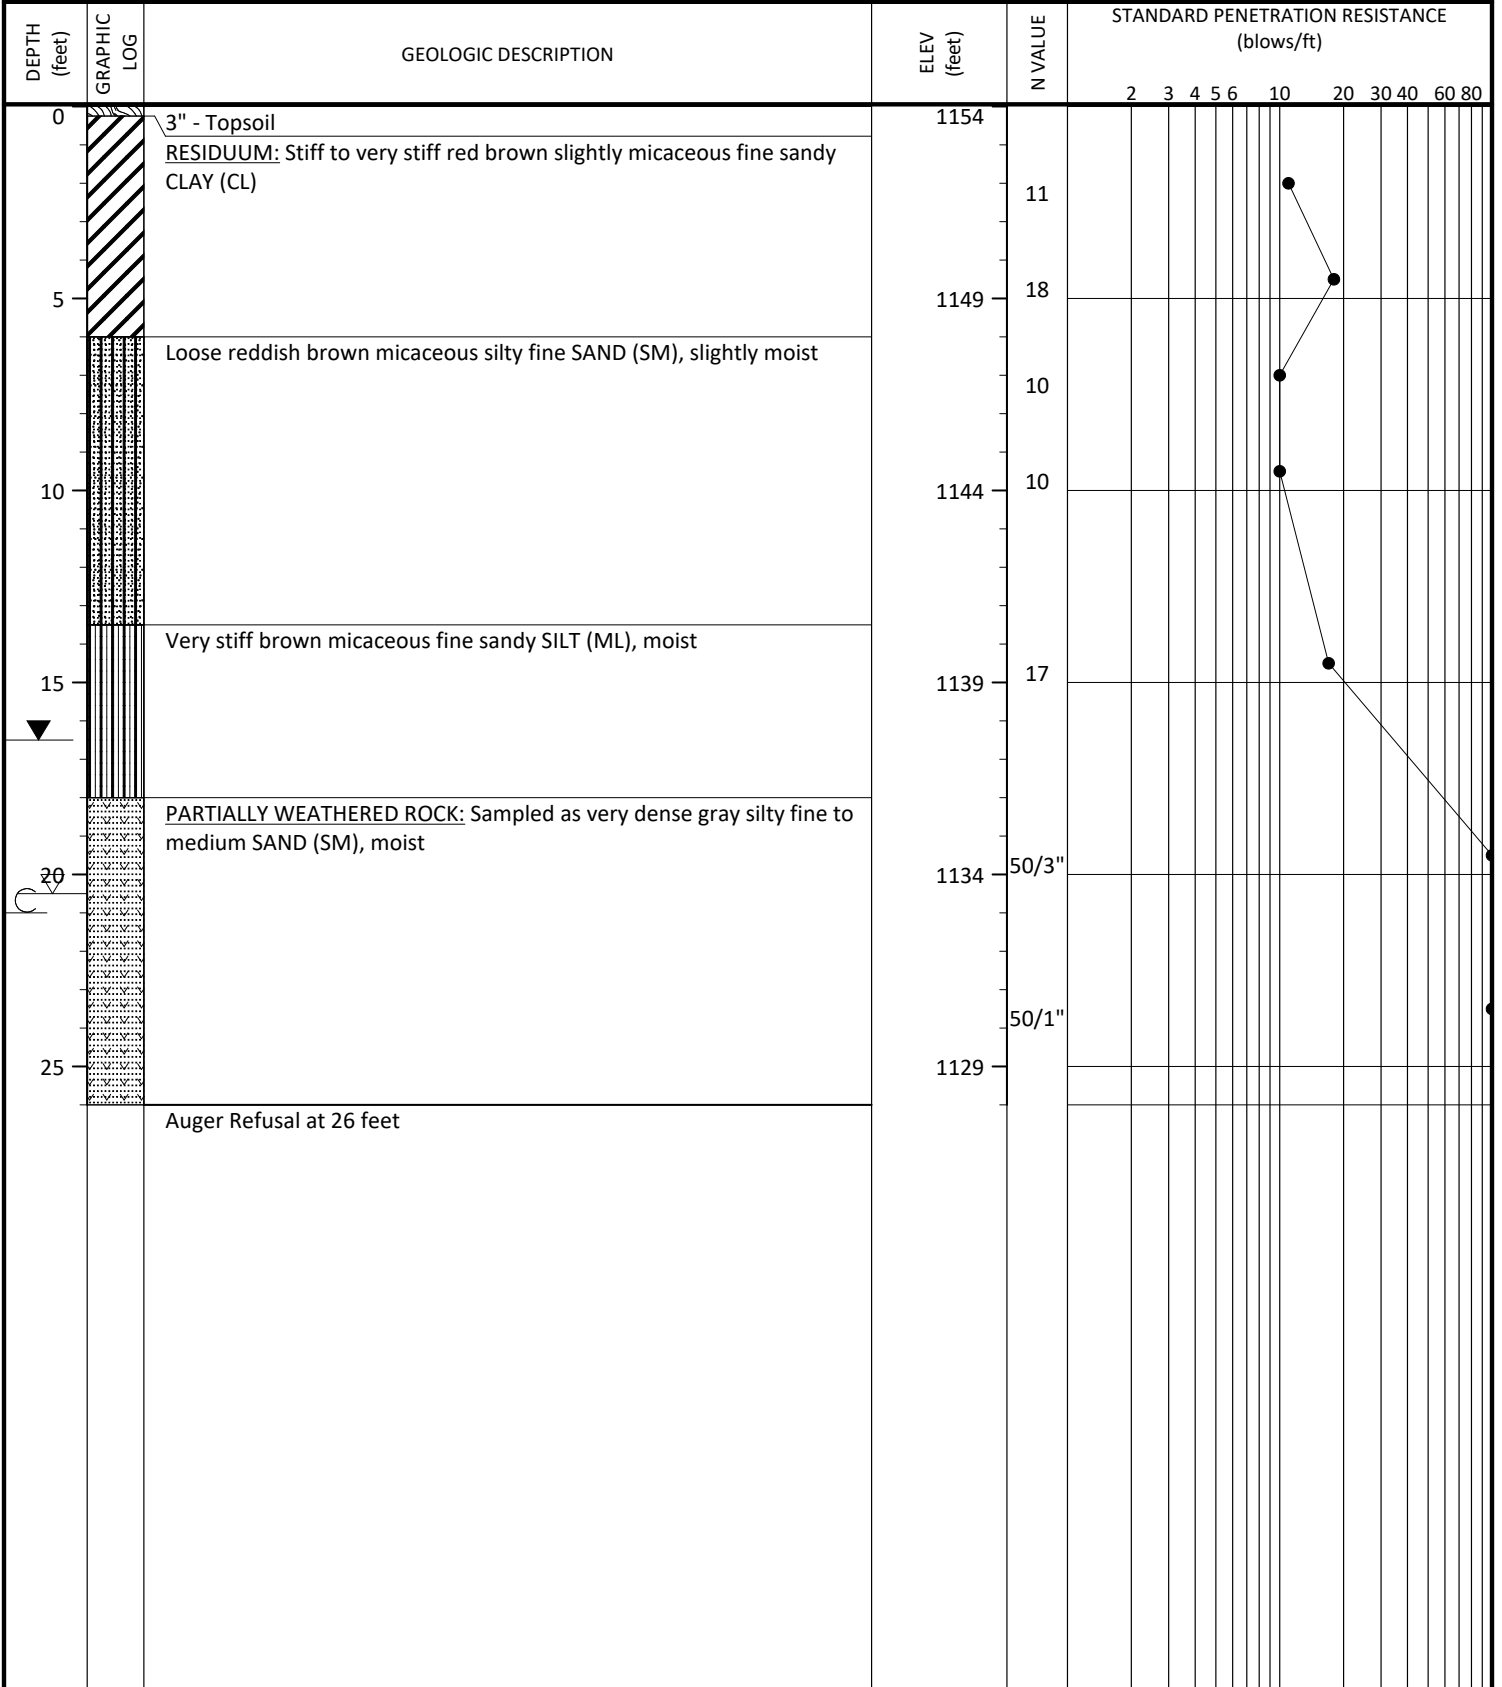 DEPTH
(feet)
GRAPHIC
LOG
GEOLOGIC DESCRIPTION
ELEV
(feet)
N VALUE
STANDARD PENETRATION RESISTANCE
(blows/ft)
2 3 4 5 6 10 20 30 40 60 80
0
3" - Topsoil
1154
RESIDUUM: Stiff to very stiff red brown slightly micaceous fine sandy
CLAY (CL)
11
5
1149
18
Loose reddish brown micaceous silty fine SAND (SM), slightly moist
10
10
1144
10
Very stiff brown micaceous fine sandy SILT (ML), moist
15
1139
17
PARTIALLY WEATHERED ROCK: Sampled as very dense gray silty fine to
medium SAND (SM), moist
20
1134
50/3"
50/1"
25
1129
Auger Refusal at 26 feet